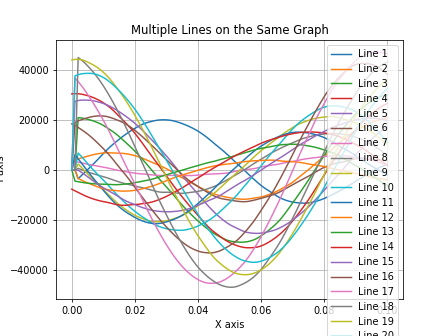 Multiple Lines on the Same Graph
40000
20000
0
−20000
−40000
0.00
0.02
0.04
0.06
X axis
Line 1
Line 2
Line 3
Line 4
Line 5
Line 6
Line 7
Line 8
Line 9
Line 10
Line 11
Line 12
Line 13
Line 14
Line 15
Line 16
Line 17
Line 18
Line 19